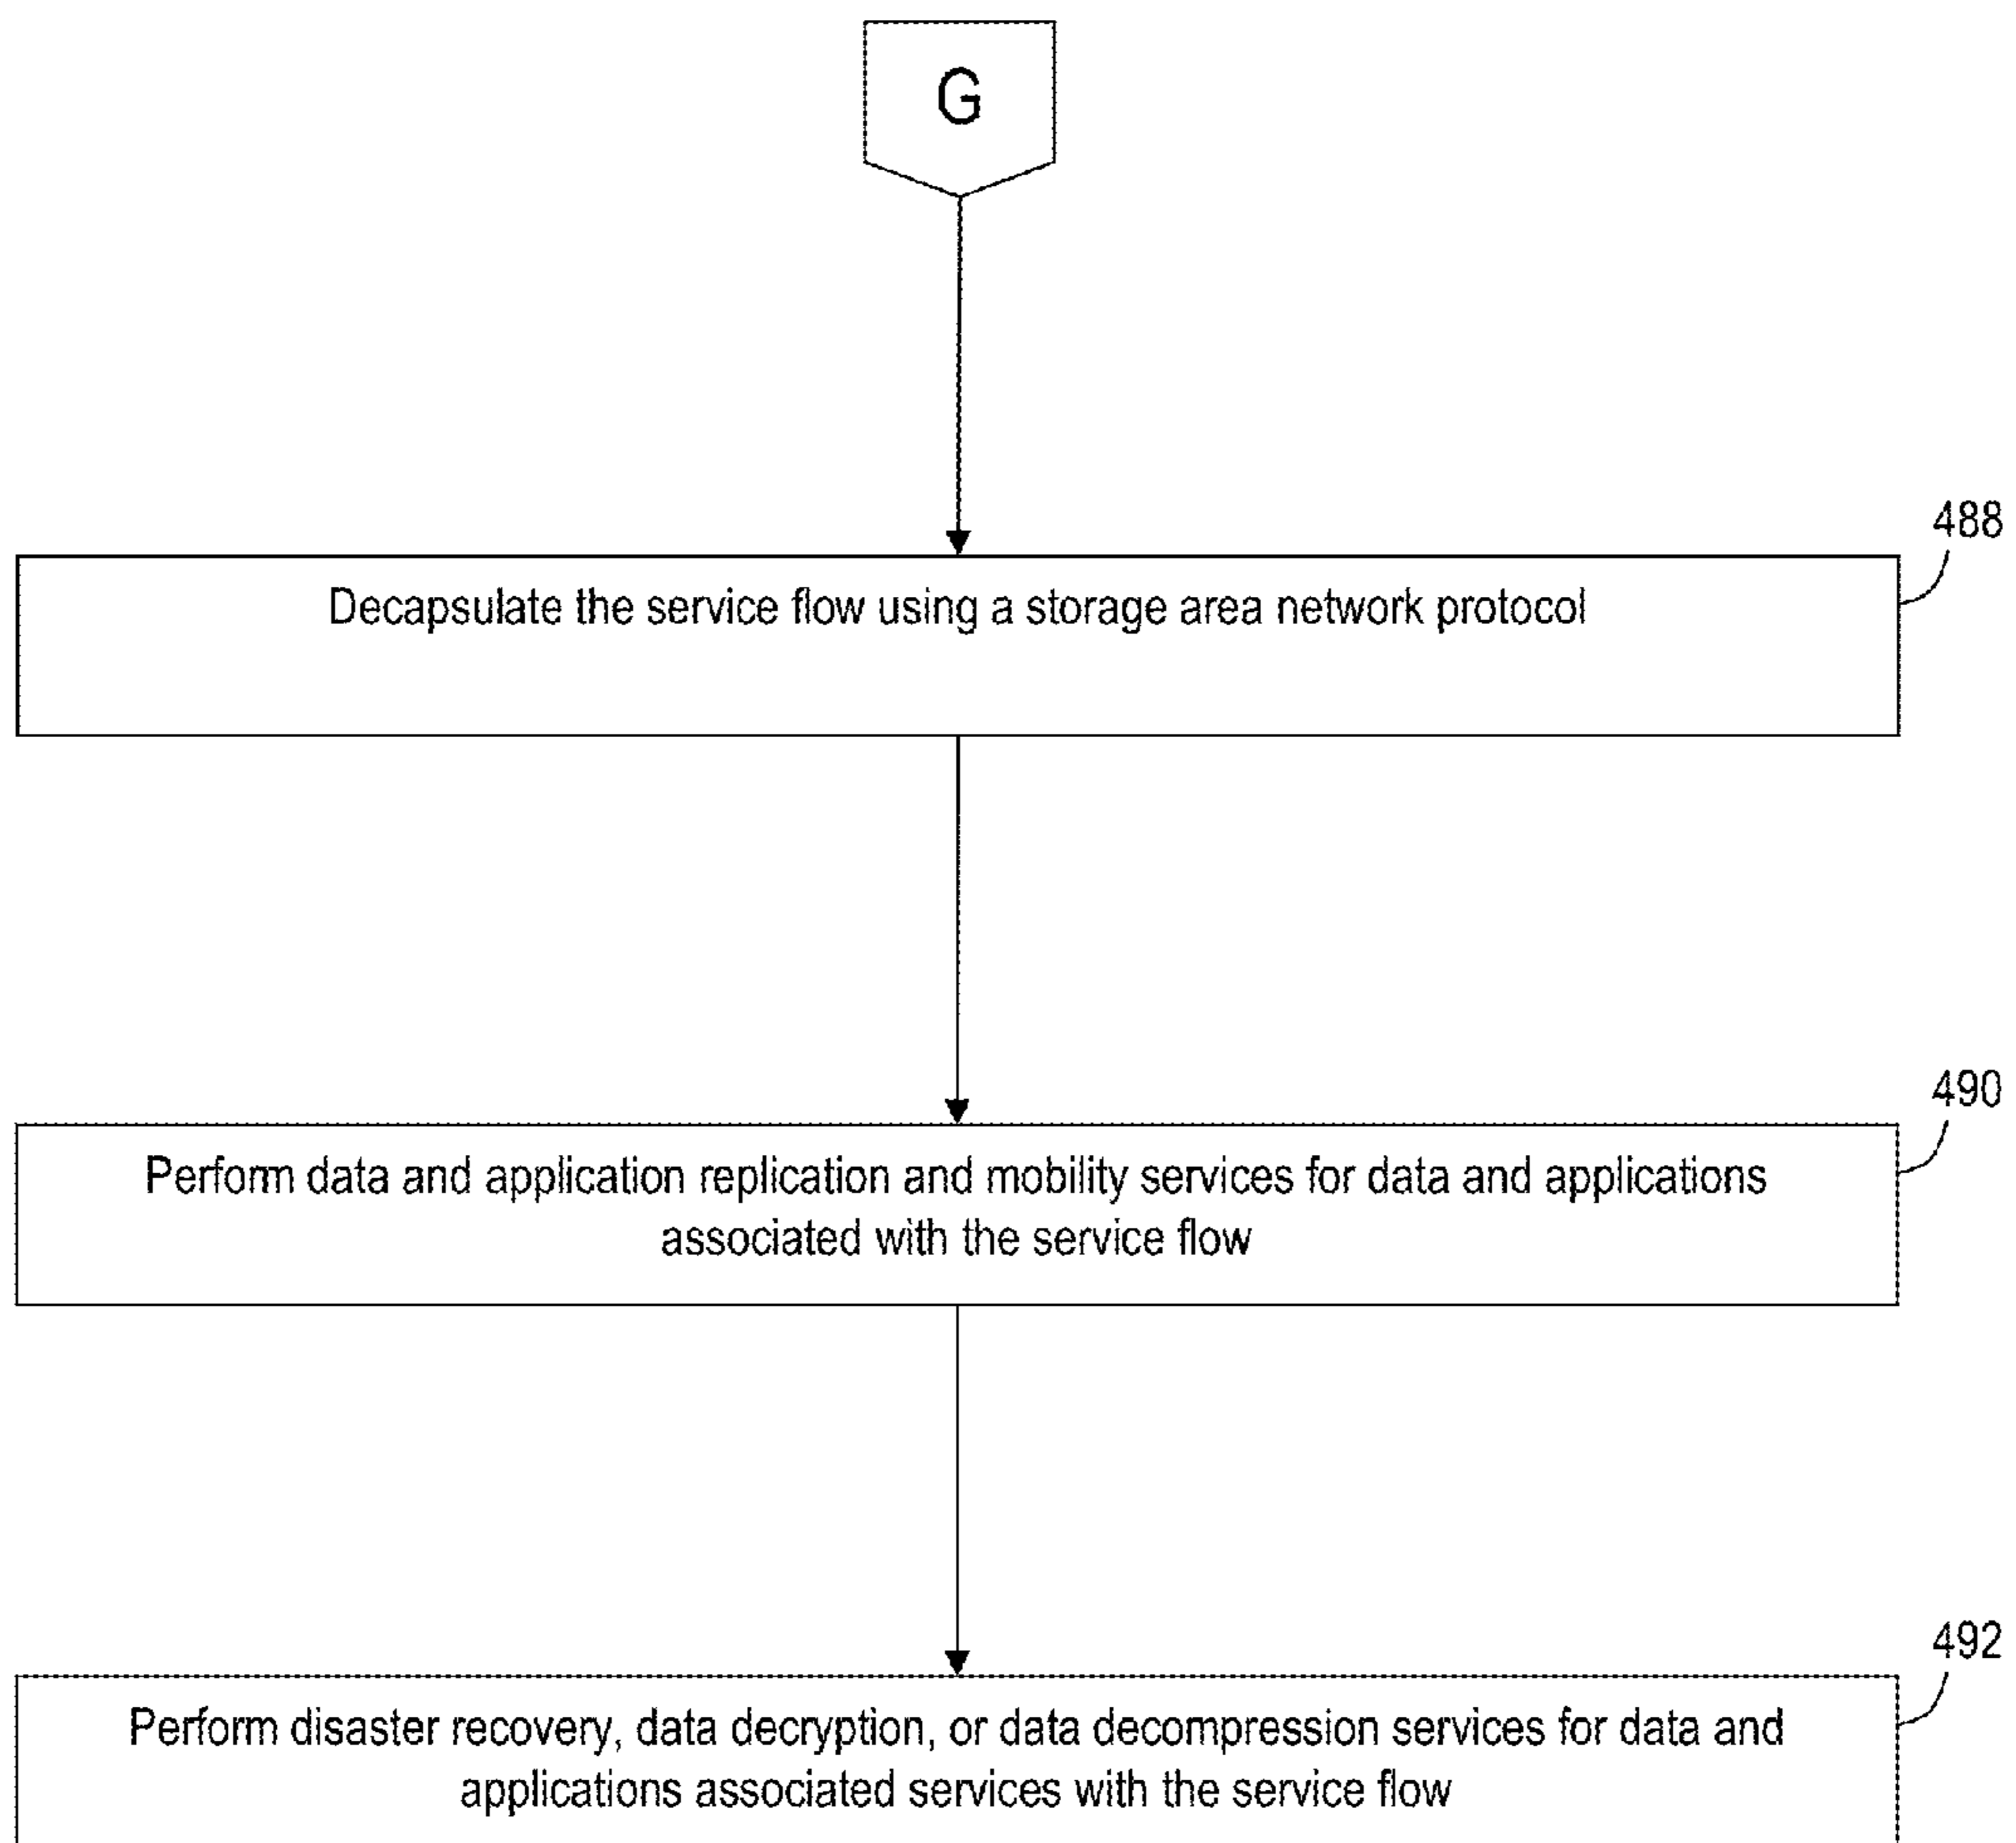 G
488
Decapsulate the service flow using a storage area network protocol
490
Perform data and application replication and mobility services for data and applications
associated with the service flow
492
Perform disaster recovery, data decryption, or data decompression services for data and
applications associated services with the service flow